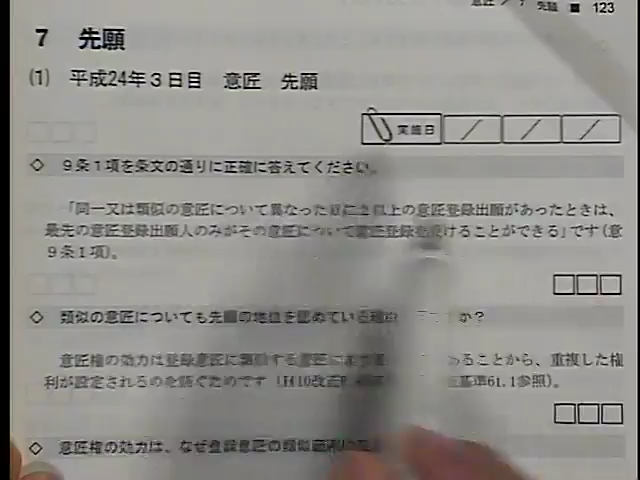 意匠 / 7 先願 ■ 123
7 先願
(1) 平成24年3日目 意匠 先願
実施日 / / /
◇ 9条1項を条文の通りに正確に答えてください。
「同一又は類似の意匠について異なった日に2以上の意匠登録出願があったときは、
最先の意匠登録出願人のみがその意匠について意匠登録を受けることができる」です(意
9条1項)。
◇ 類似の意匠についても先願の地位を認めている か?
意匠権の効力は登録意匠に類似する意匠に ることから、重複した権
利が設定されるのを防ぐためです(H10改正 基準61.1参照)。
◇ 意匠権の効力は、なぜ登録意匠の類似範囲